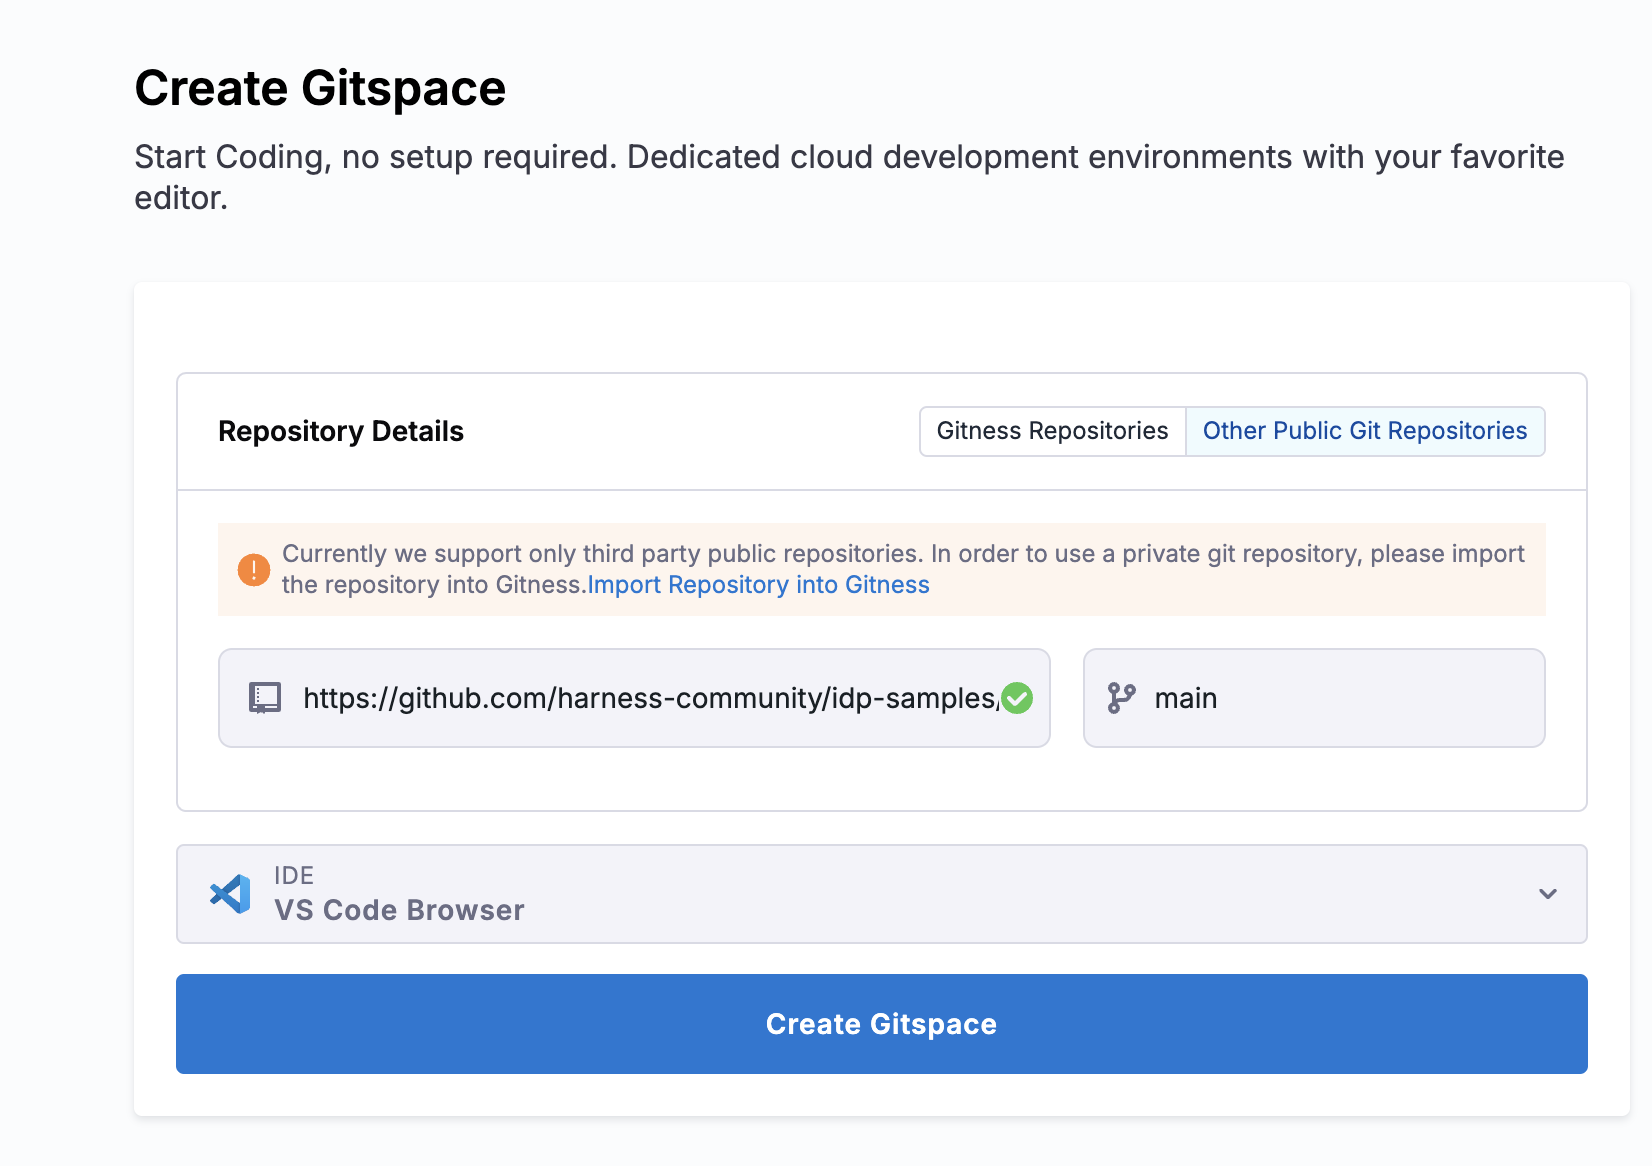 Create Gitspace
Start Coding, no setup required. Dedicated cloud development environments with your favorite
editor.
Repository Details
Gitness Repositories
Other Public Git Repositories
Currently we support only third party public repositories. In order to use a private git repository, please import
the repository into Gitness.Import Repository into Gitness
https://github.com/harness-community/idp-samples/
main
IDE
VS Code Browser
Create Gitspace